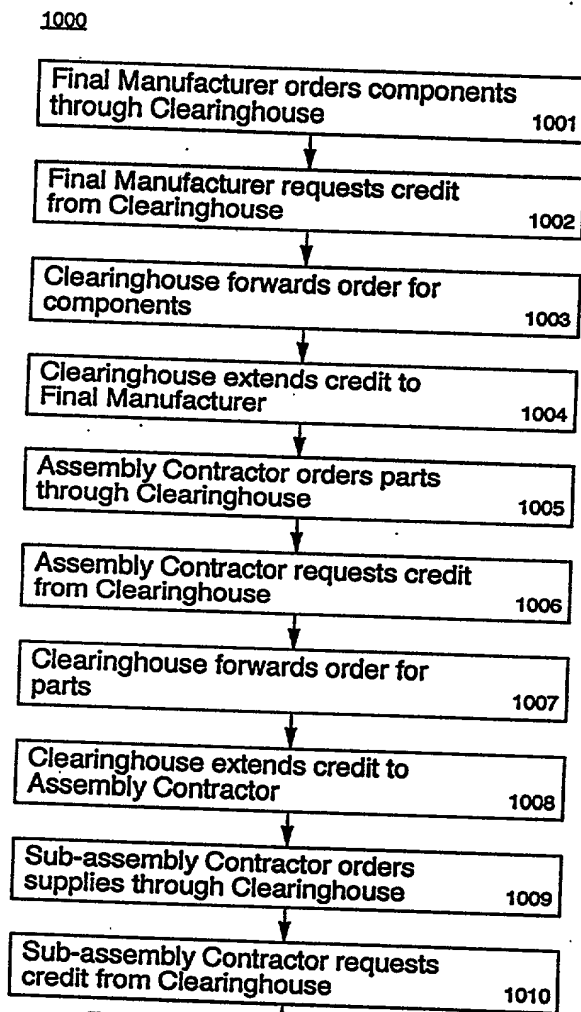 1000
Final Manufacturer orders components
through Clearinghouse 1001
Final Manufacturer requests credit
from Clearinghouse 1002
Clearinghouse forwards order for
components 1003
Clearinghouse extends credit to
Final Manufacturer 1004
Assembly Contractor orders parts
through Clearinghouse 1005
Assembly Contractor requests credit
from Clearinghouse 1006
Clearinghouse forwards order for
parts 1007
Clearinghouse extends credit to
Assembly Contractor 1008
Sub-assembly Contractor orders
supplies through Clearinghouse 1009
Sub-assembly Contractor requests
credit from Clearinghouse 1010